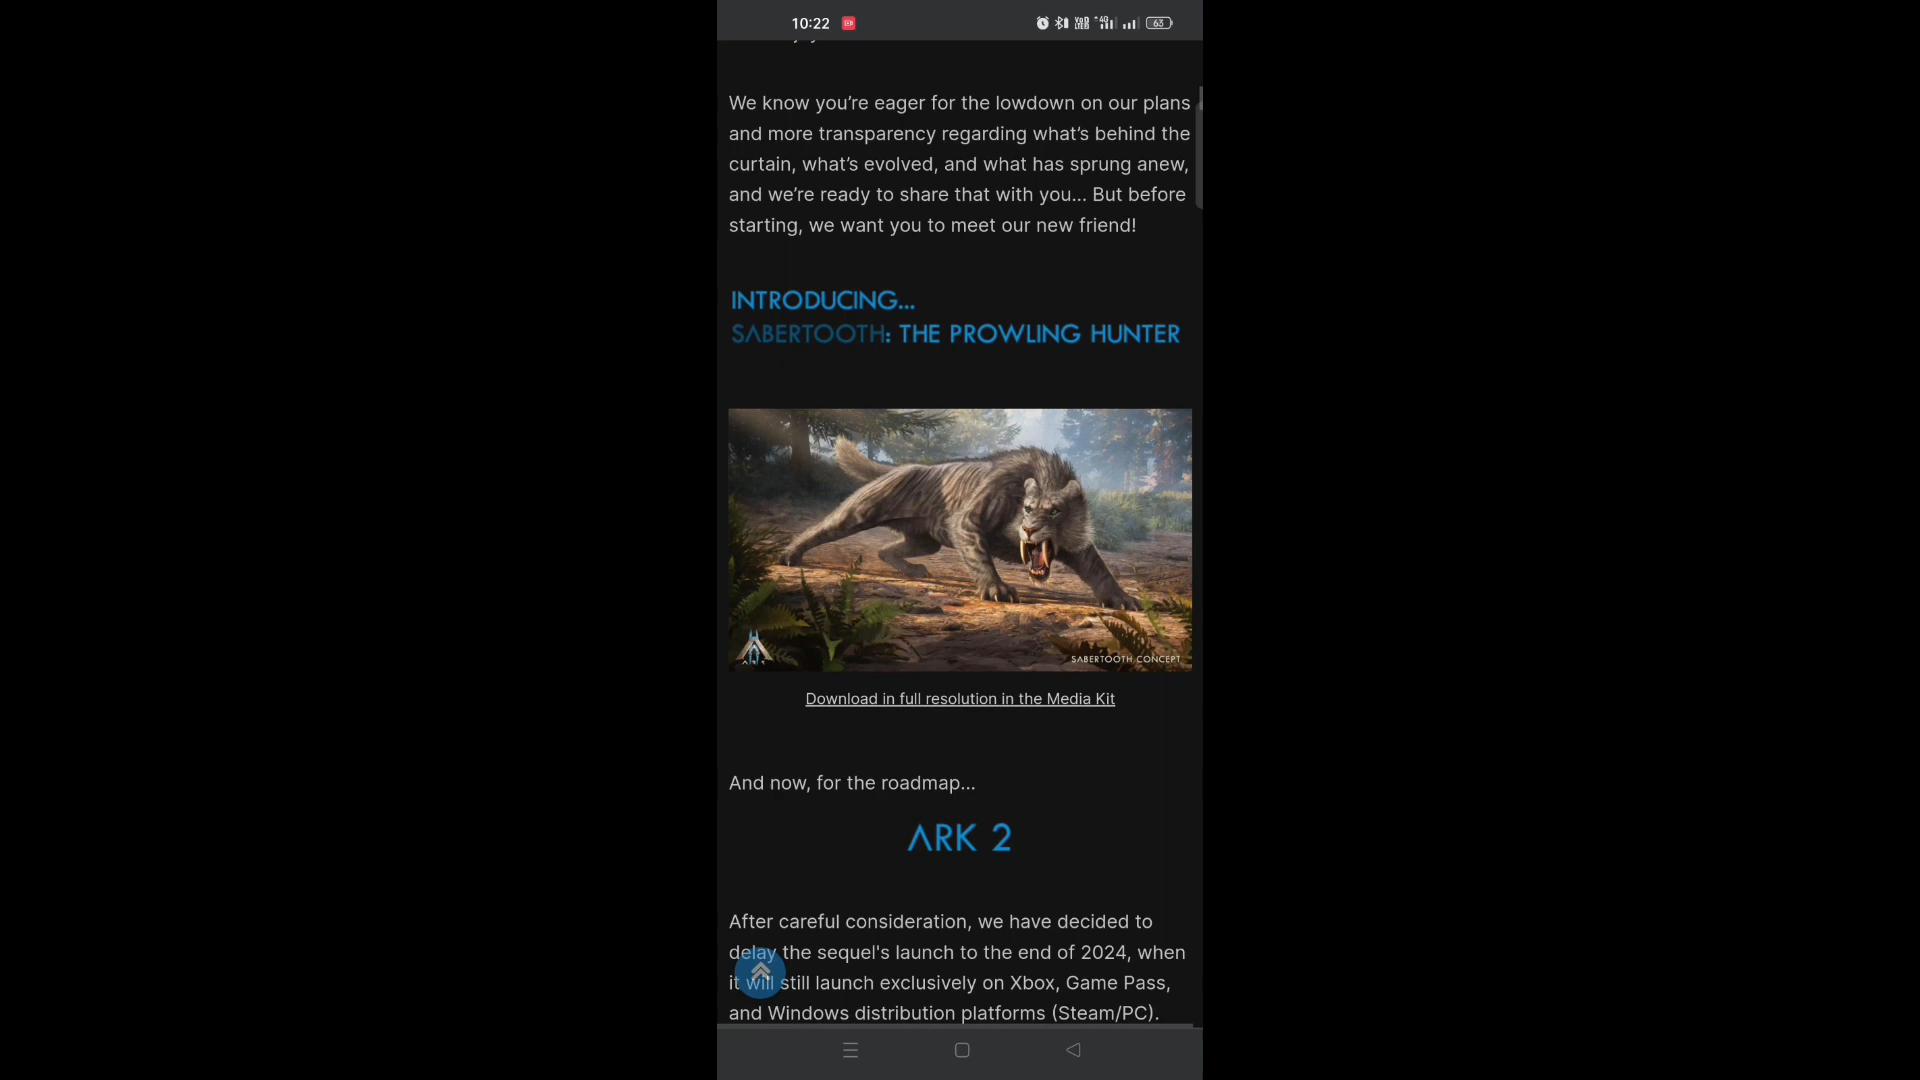 10:22
63
We know you’re eager for the lowdown on our plans
and more transparency regarding what’s behind the
curtain, what’s evolved, and what has sprung anew,
and we’re ready to share that with you... But before
starting, we want you to meet our new friend!
INTRODUCING...
SABERTOOTH: THE PROWLING HUNTER
SABERTOOTH CONCEPT
Download in full resolution in the Media Kit
And now, for the roadmap...
ARK 2
After careful consideration, we have decided to
delay the sequel's launch to the end of 2024, when
it will still launch exclusively on Xbox, Game Pass,
and Windows distribution platforms (Steam/PC).